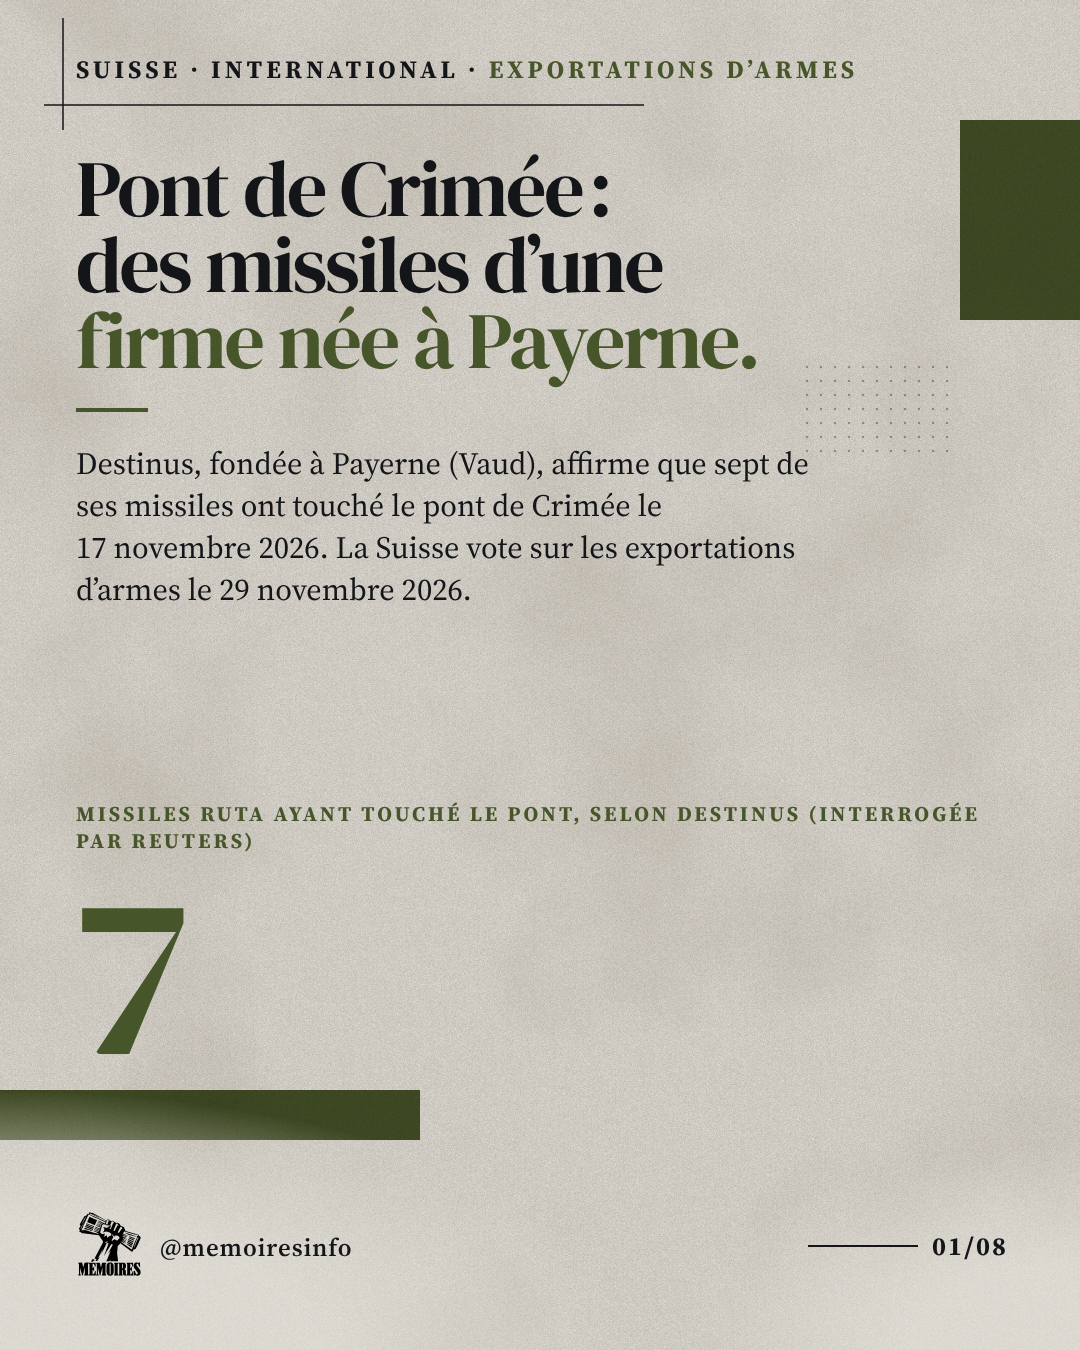 SUISSE · INTERNATIONAL · EXPORTATIONS D’ARMES
Pont de Crimée :
des missiles d’une
firme née à Payerne.
Destinus, fondée à Payerne (Vaud), affirme que sept de
ses missiles ont touché le pont de Crimée le
17 novembre 2026. La Suisse vote sur les exportations
d’armes le 29 novembre 2026.
MISSILES RUTA AYANT TOUCHÉ LE PONT, SELON DESTINUS (INTERROGÉE
PAR REUTERS)
7
MÉMOIRES
@memoiresinfo
01/08